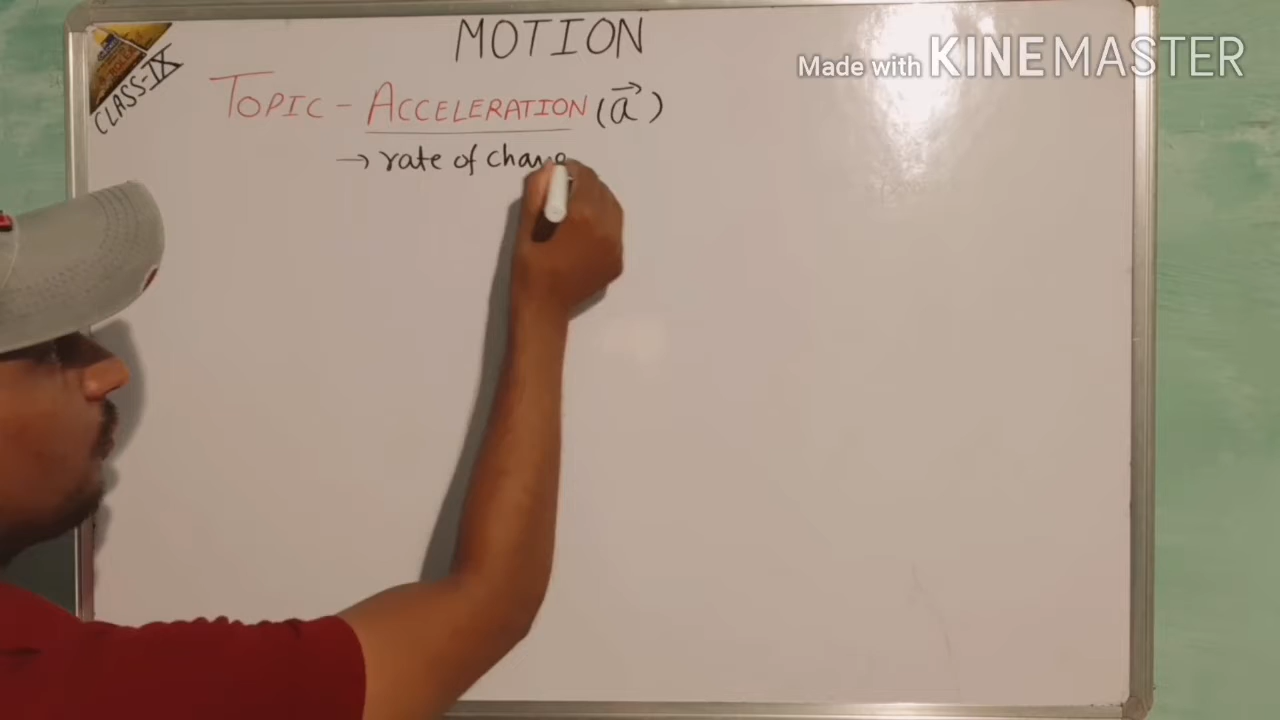 MOTION
Made with KINEMASTER
CLASS-IX
TOPIC - ACCELERATION (a⃗)
→ rate of chang